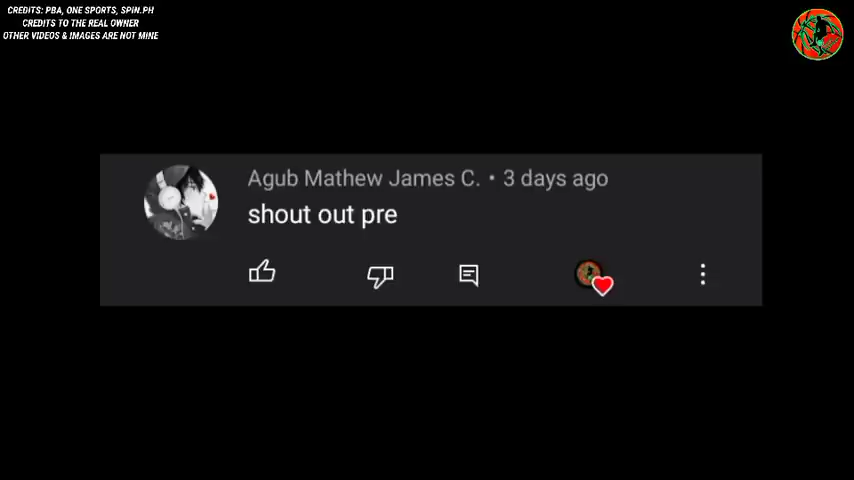 CREDITS: PBA, ONE SPORTS, SPIN.PH
CREDITS TO THE REAL OWNER
OTHER VIDEOS & IMAGES ARE NOT MINE
Agub Mathew James C. • 3 days ago
shout out pre